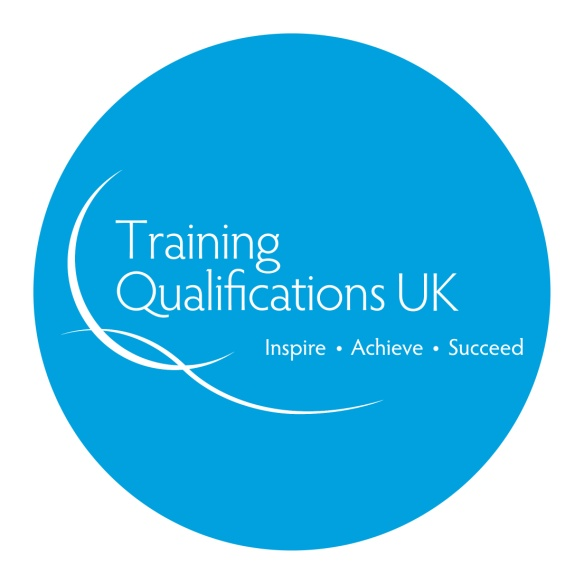 Training
Qualifications UK
Inspire • Achieve • Succeed